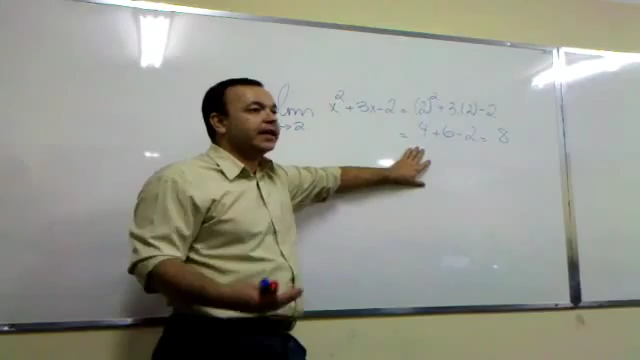 lim x² + 3x - 2 = (2)² + 3.(2) - 2
→2
= 4 + 6 - 2 = 8